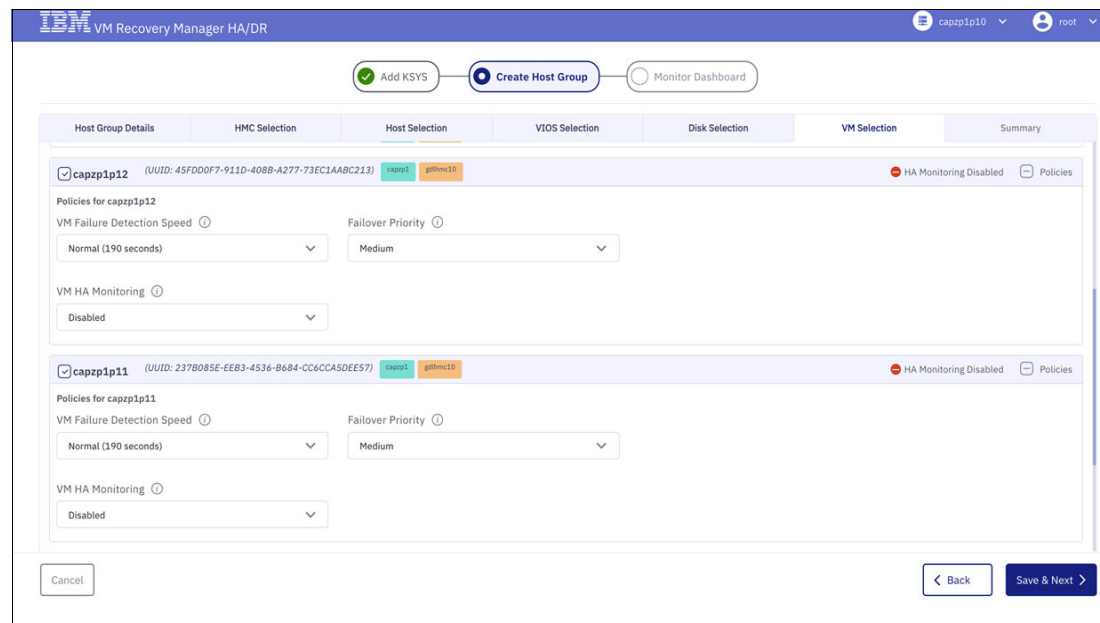 IBM VM Recovery Manager HA/DR
capzp1p10
root
Add KSYS
Create Host Group
Monitor Dashboard
Host Group Details
HMC Selection
Host Selection
VIOS Selection
Disk Selection
VM Selection
Summary
capzp1p12 (UUID: 45FDD0F7-911D-408B-A277-73EC1AABC213) capzp1 gdlhmc10 HA Monitoring Disabled Policies
Policies for capzp1p12
VM Failure Detection Speed Failover Priority
Normal (190 seconds) Medium
VM HA Monitoring
Disabled
capzp1p11 (UUID: 237B085E-EEB3-4536-B684-CC6CCA5DEE57) capzp1 gdlhmc10 HA Monitoring Disabled Policies
Policies for capzp1p11
VM Failure Detection Speed Failover Priority
Normal (190 seconds) Medium
VM HA Monitoring
Disabled
Cancel
Back
Save & Next